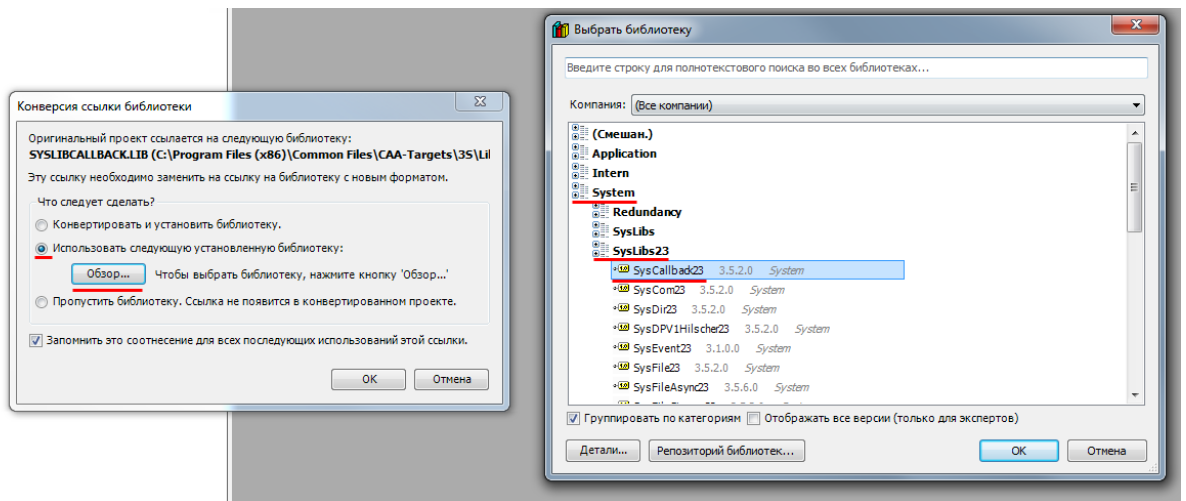 Конверсия ссылки библиотеки
Оригинальный проект ссылается на следующую библиотеку:
SYSLIBCALLBACK.LIB (C:\Program Files (x86)\Common Files\CAA-Targets\3S\Lil
Эту ссылку необходимо заменить на ссылку на библиотеку с новым форматом.
Что следует сделать?
Конвертировать и установить библиотеку.
Использовать следующую установленную библиотеку:
Обзор... Чтобы выбрать библиотеку, нажмите кнопку 'Обзор...'
Пропустить библиотеку. Ссылка не появится в конвертированном проекте.
Запомнить это соотнесение для всех последующих использований этой ссылки.
OK Отмена
Выбрать библиотеку
Введите строку для полнотекстового поиска во всех библиотеках...
Компания: (Все компании)
(Смешан.)
Application
Intern
System
Redundancy
SysLibs
SysLibs23
SysCallback23 3.5.2.0 System
SysCom23 3.5.2.0 System
SysDir23 3.5.2.0 System
SysDPV1Hilscher23 3.5.2.0 System
SysEvent23 3.1.0.0 System
SysFile23 3.5.2.0 System
SysFileAsync23 3.5.6.0 System
Группировать по категориям Отображать все версии (только для экспертов)
Детали... Репозиторий библиотек... OK Отмена